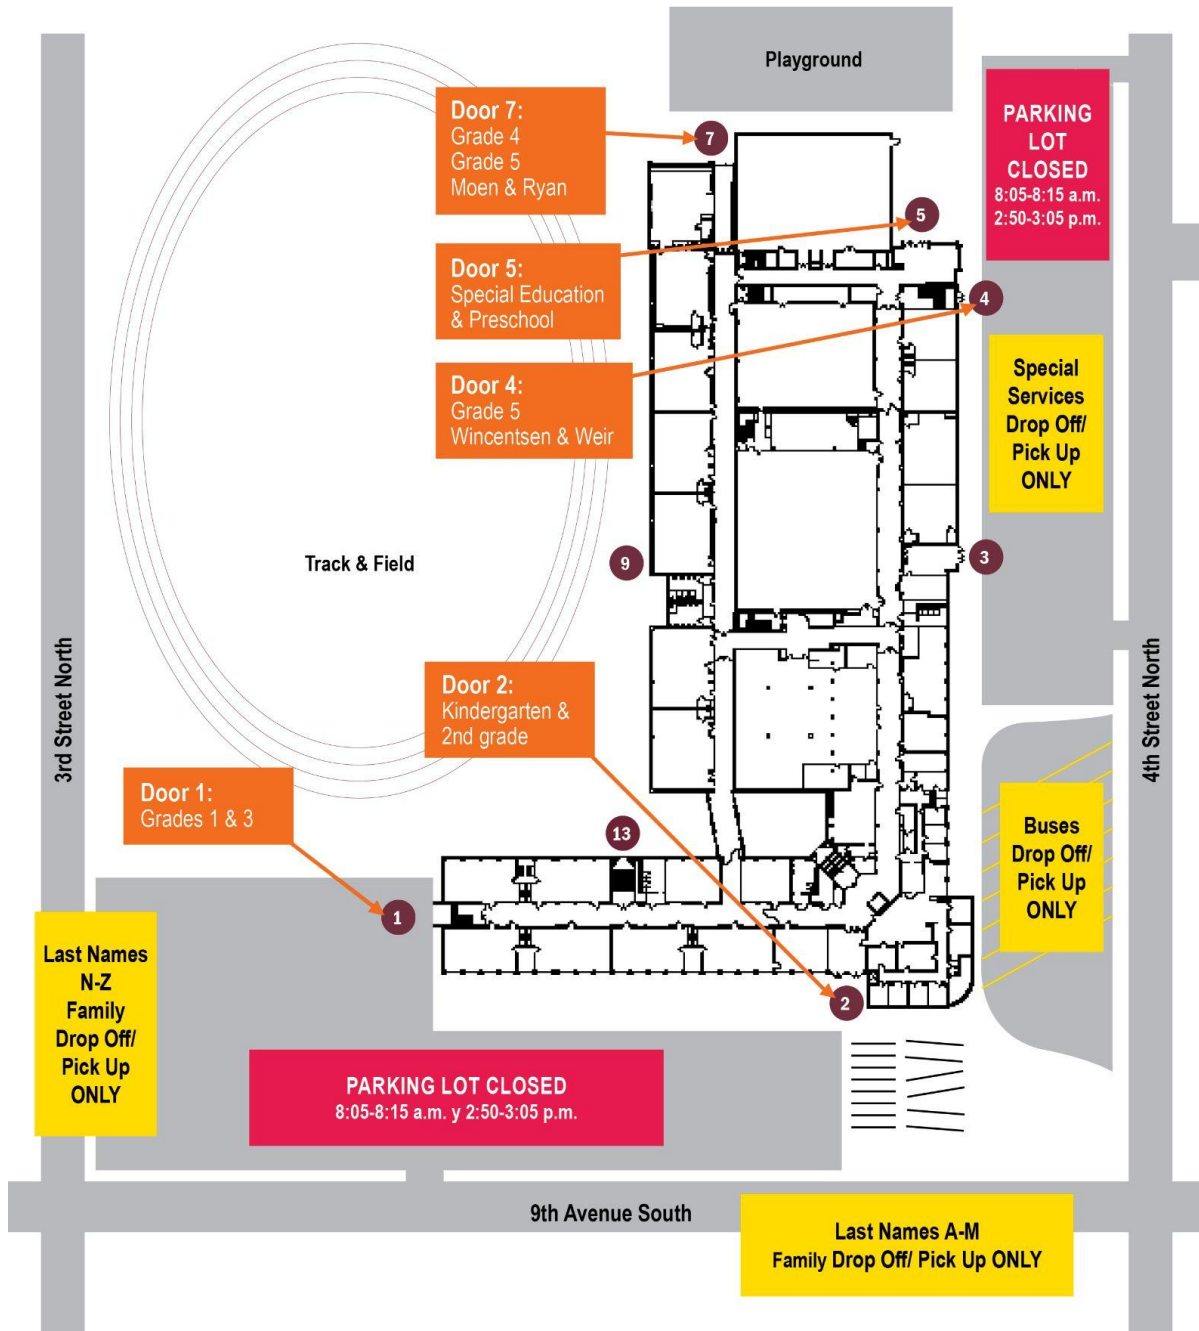 Playground
PARKING
LOT
CLOSED
8:05-8:15 a.m.
2:50-3:05 p.m.
Door 7:
Grade 4
Grade 5
Moen & Ryan
7
5
Door 5:
Special Education
& Preschool
4
Door 4:
Grade 5
Wincentsen & Weir
Special
Services
Drop Off/
Pick Up
ONLY
Track & Field
9
3
3rd Street North
4th Street North
Door 2:
Kindergarten &
2nd grade
Door 1:
Grades 1 & 3
13
Buses
Drop Off/
Pick Up
ONLY
1
Last Names
N-Z
Family
Drop Off/
Pick Up
ONLY
2
PARKING LOT CLOSED
8:05-8:15 a.m. y 2:50-3:05 p.m.
9th Avenue South
Last Names A-M
Family Drop Off/ Pick Up ONLY